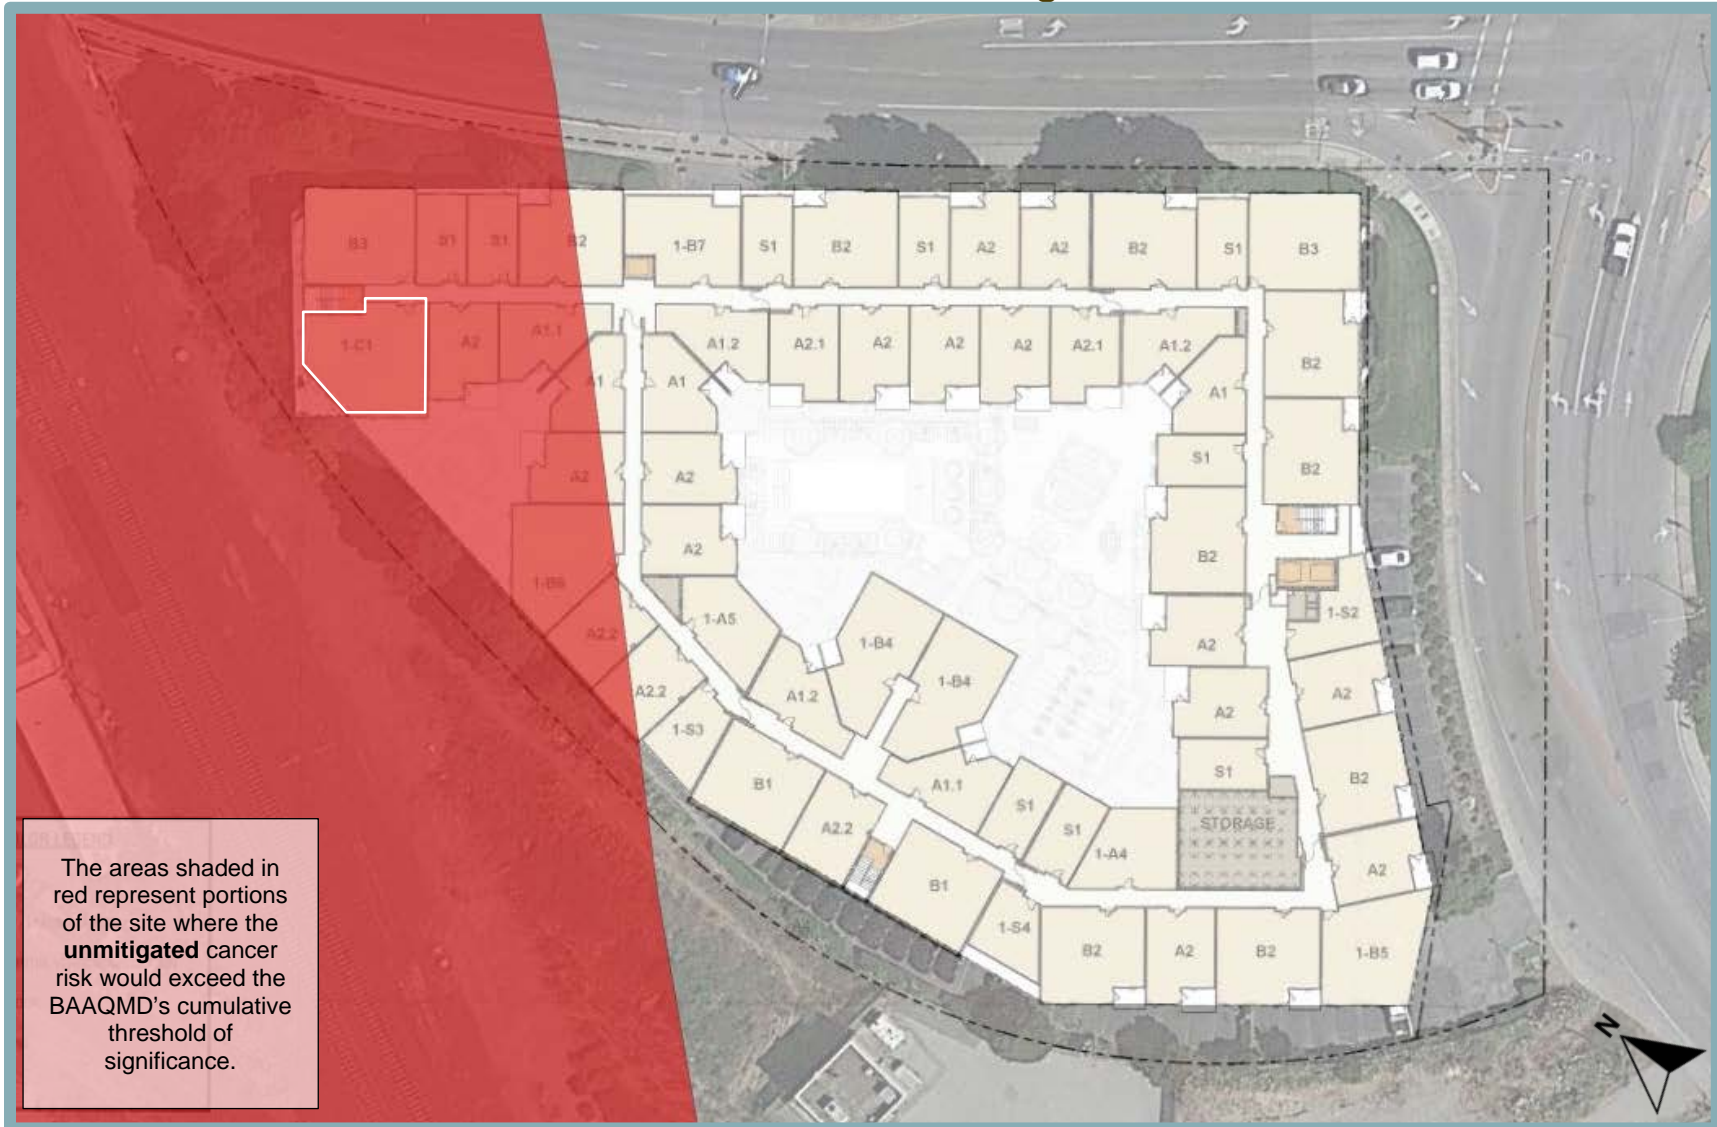 B3 S1 S1 B2 1-B7 S1 B2 S1 A2 A2 B2 S1 B3
1-C1 A2 A1.1 A1.2 A2.1 A2 A2 A2 A2.1 A1.2 B2
A1 A1 A1
A2 A2 S1 B2
A2 B2
1-A5 A2.2 1-B4 A2 1-S2
A2.2 A1.2 1-B4 A2
1-S3 A2
B1 A1.1 S1 B2
A2.2 S1 S1 1-A4 STORAGE
B1 A2
1-S4 B2 A2 B2 1-B5
The areas shaded in
red represent portions
of the site where the
unmitigated cancer
risk would exceed the
BAAQMD's cumulative
threshold of
significance.
N